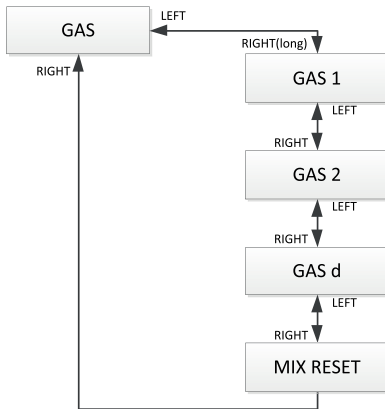 GAS
LEFT
RIGHT(long)
RIGHT
GAS 1
LEFT
RIGHT
GAS 2
LEFT
RIGHT
GAS d
LEFT
RIGHT
MIX RESET